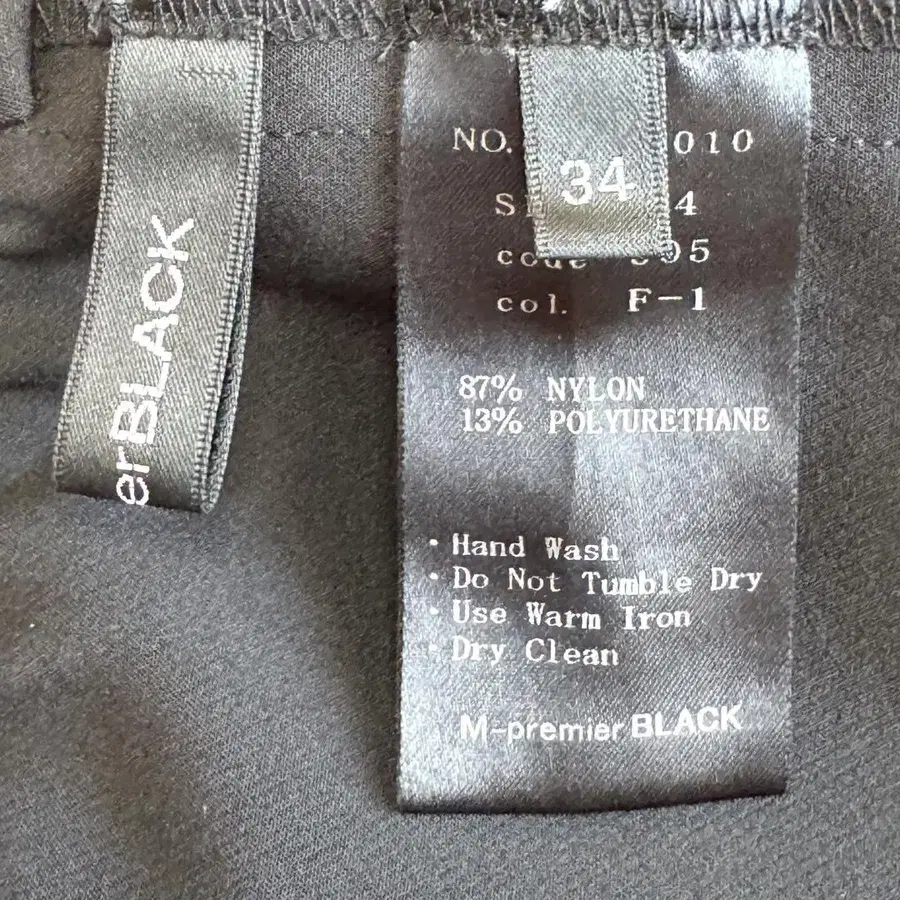 erBLACK
34
NO. 010
4
95
col. F-1
87% NYLON
13% POLYURETHANE
· Hand Wash
· Do Not Tumble Dry
· Use Warm Iron
· Dry Clean
M-premier BLACK